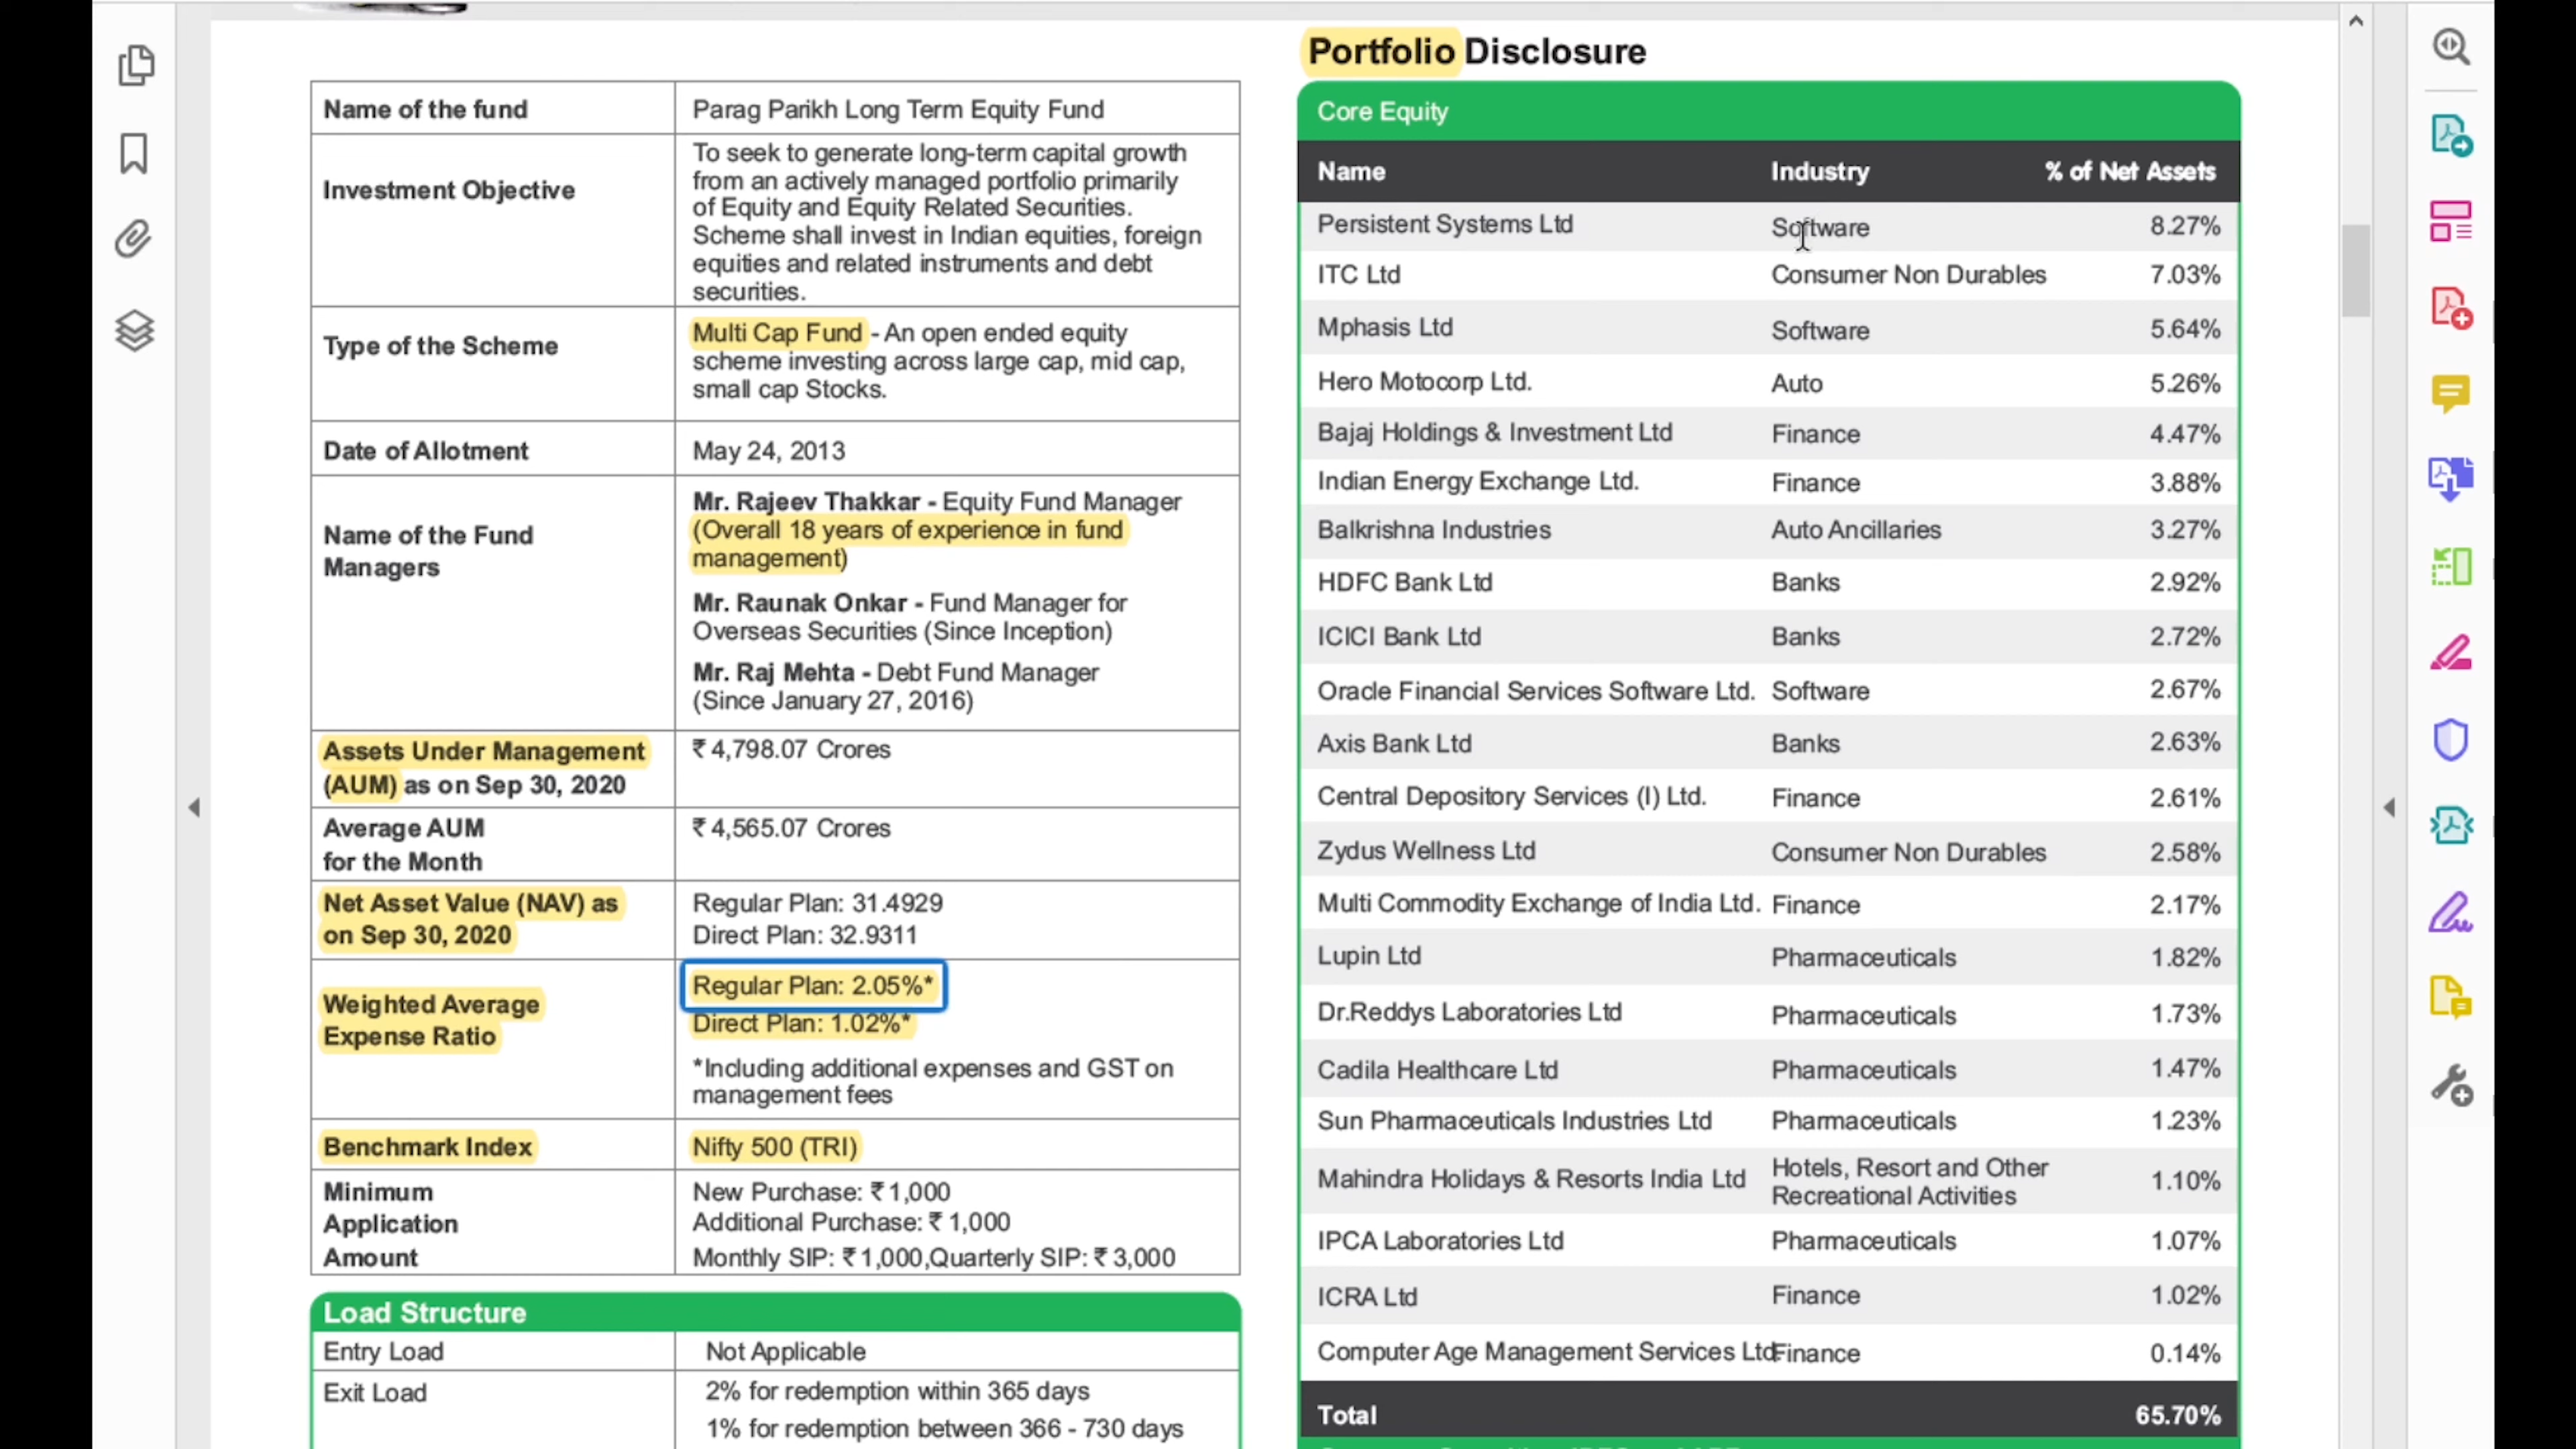 Name of the fund Parag Parikh Long Term Equity Fund
Investment Objective
To seek to generate long-term capital growth
from an actively managed portfolio primarily
of Equity and Equity Related Securities.
Scheme shall invest in Indian equities, foreign
equities and related instruments and debt
securities.
Type of the Scheme
Multi Cap Fund - An open ended equity
scheme investing across large cap, mid cap,
small cap Stocks.
Date of Allotment May 24, 2013
Name of the Fund
Managers
Mr. Rajeev Thakkar - Equity Fund Manager
(Overall 18 years of experience in fund
management)
Mr. Raunak Onkar - Fund Manager for
Overseas Securities (Since Inception)
Mr. Raj Mehta - Debt Fund Manager
(Since January 27, 2016)
Assets Under Management
(AUM) as on Sep 30, 2020
₹ 4,798.07 Crores
Average AUM
for the Month
₹ 4,565.07 Crores
Net Asset Value (NAV) as
on Sep 30, 2020
Regular Plan: 31.4929
Direct Plan: 32.9311
Weighted Average
Expense Ratio
Regular Plan: 2.05%*
Direct Plan: 1.02%*
*Including additional expenses and GST on
management fees
Benchmark Index Nifty 500 (TRI)
Minimum
Application
Amount
New Purchase: ₹ 1,000
Additional Purchase: ₹ 1,000
Monthly SIP: ₹ 1,000,Quarterly SIP: ₹ 3,000
Load Structure
Entry Load Not Applicable
Exit Load 2% for redemption within 365 days
1% for redemption between 366 - 730 days
Portfolio Disclosure
Core Equity
Name Industry % of Net Assets
Persistent Systems Ltd Software 8.27%
ITC Ltd Consumer Non Durables 7.03%
Mphasis Ltd Software 5.64%
Hero Motocorp Ltd. Auto 5.26%
Bajaj Holdings & Investment Ltd Finance 4.47%
Indian Energy Exchange Ltd. Finance 3.88%
Balkrishna Industries Auto Ancillaries 3.27%
HDFC Bank Ltd Banks 2.92%
ICICI Bank Ltd Banks 2.72%
Oracle Financial Services Software Ltd. Software 2.67%
Axis Bank Ltd Banks 2.63%
Central Depository Services (I) Ltd. Finance 2.61%
Zydus Wellness Ltd Consumer Non Durables 2.58%
Multi Commodity Exchange of India Ltd. Finance 2.17%
Lupin Ltd Pharmaceuticals 1.82%
Dr.Reddys Laboratories Ltd Pharmaceuticals 1.73%
Cadila Healthcare Ltd Pharmaceuticals 1.47%
Sun Pharmaceuticals Industries Ltd Pharmaceuticals 1.23%
Mahindra Holidays & Resorts India Ltd Hotels, Resort and Other
Recreational Activities 1.10%
IPCA Laboratories Ltd Pharmaceuticals 1.07%
ICRA Ltd Finance 1.02%
Computer Age Management Services Ltd Finance 0.14%
Total 65.70%